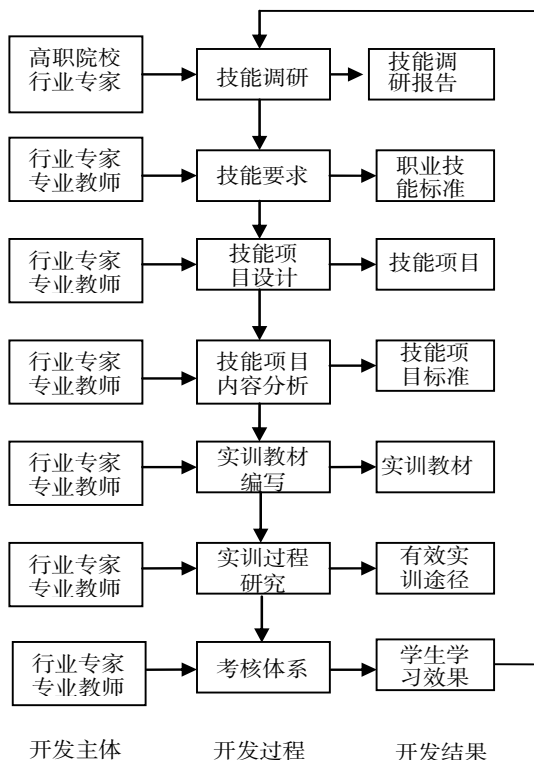 高职院校
行业专家
技能调研
技能调
研报告
行业专家
专业教师
技能要求
职业技
能标准
行业专家
专业教师
技能项
目设计
技能项目
行业专家
专业教师
技能项目
内容分析
技能项
目标准
行业专家
专业教师
实训教材
编写
实训教材
行业专家
专业教师
实训过程
研究
有效实
训途径
行业专家
专业教师
考核体系
学生学
习效果
开发主体
开发过程
开发结果